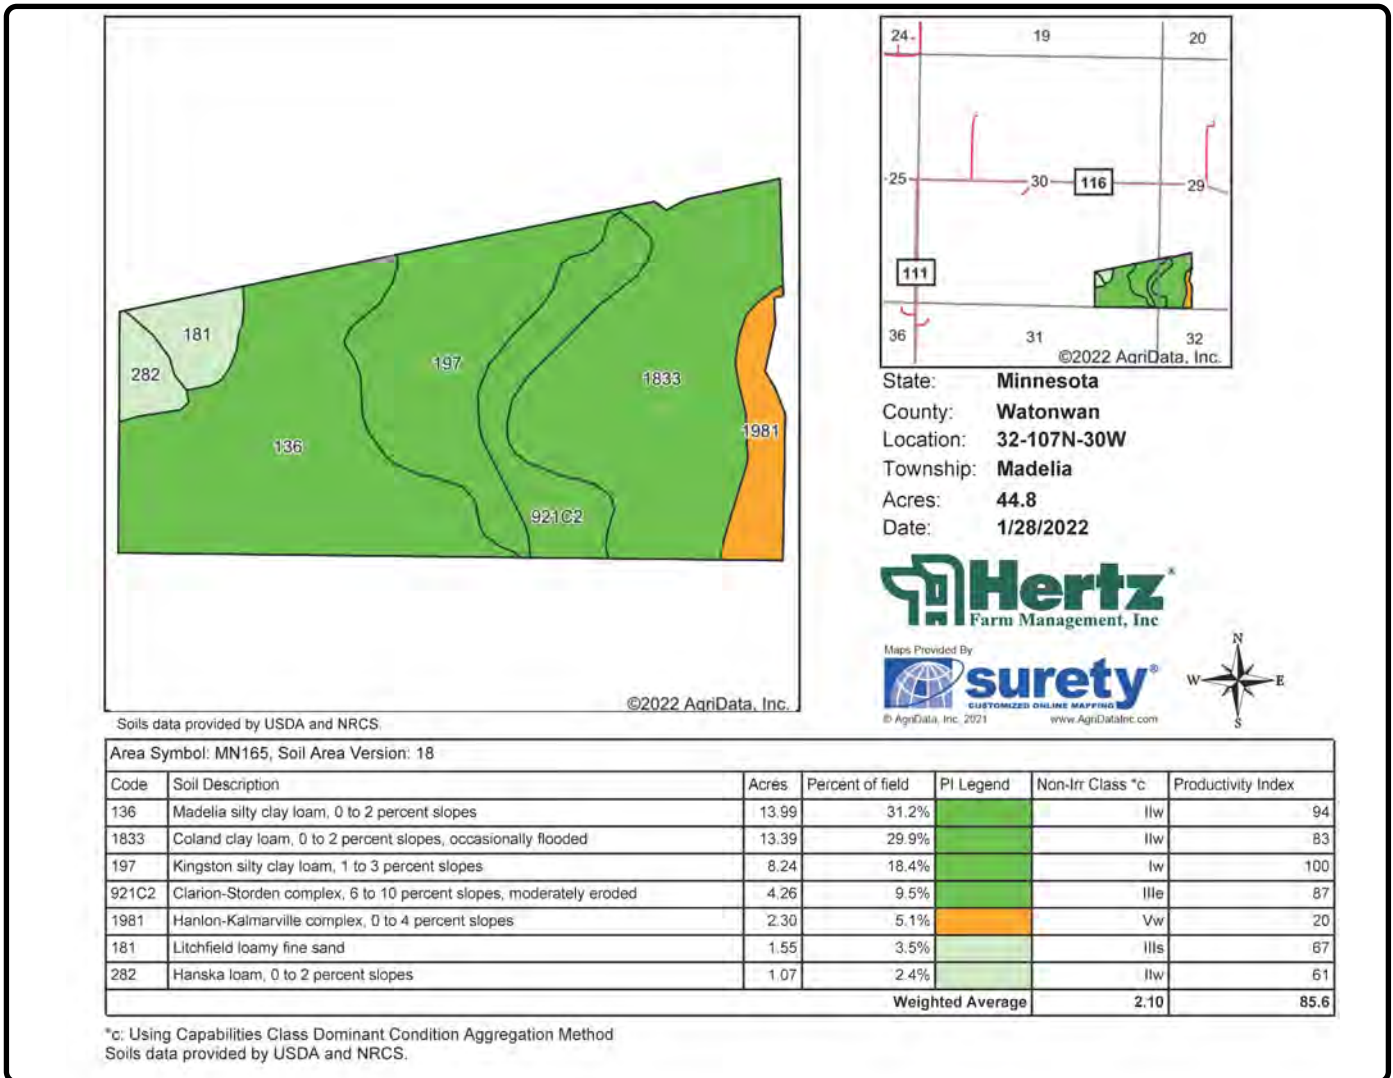 24
19
20
25
30
116
29
111
36
31
32
©2022 AgriData, Inc.
181
282
197
1833
136
1981
921C2
©2022 AgriData, Inc.
Soils data provided by USDA and NRCS.
State: Minnesota
County: Watonwan
Location: 32-107N-30W
Township: Madelia
Acres: 44.8
Date: 1/28/2022
Hertz®
Farm Management, Inc
Maps Provided By
surety®
CUSTOMIZED ONLINE MAPPING
© AgriData, Inc. 2021 www.AgriDataInc.com
N
W E
S
Area Symbol: MN165, Soil Area Version: 18
Code Soil Description Acres Percent of field PI Legend Non-Irr Class *c Productivity Index
136 Madelia silty clay loam, 0 to 2 percent slopes 13.99 31.2% IIw 94
1833 Coland clay loam, 0 to 2 percent slopes, occasionally flooded 13.39 29.9% IIw 83
197 Kingston silty clay loam, 1 to 3 percent slopes 8.24 18.4% Iw 100
921C2 Clarion-Storden complex, 6 to 10 percent slopes, moderately eroded 4.26 9.5% IIIe 87
1981 Hanlon-Kalmarville complex, 0 to 4 percent slopes 2.30 5.1% Vw 20
181 Litchfield loamy fine sand 1.55 3.5% IIIs 67
282 Hanska loam, 0 to 2 percent slopes 1.07 2.4% IIw 61
Weighted Average 2.10 85.6
*c: Using Capabilities Class Dominant Condition Aggregation Method
Soils data provided by USDA and NRCS.